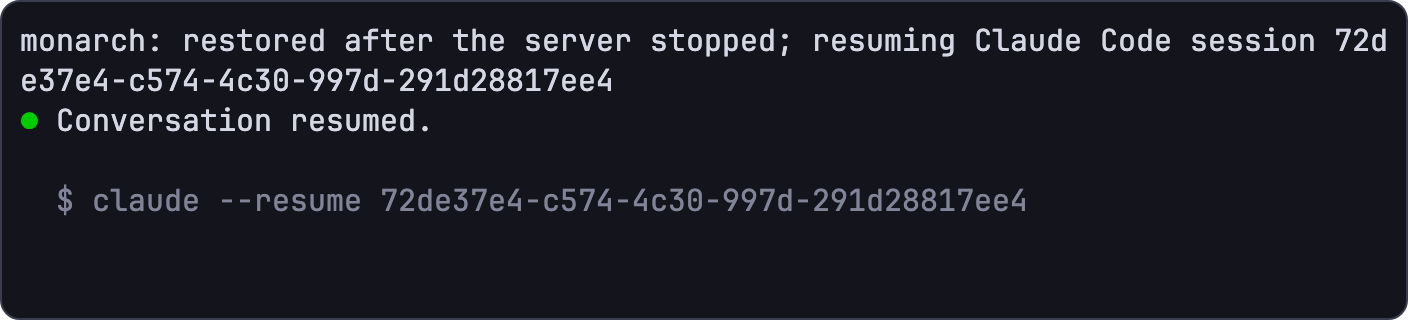 monarch: restored after the server stopped; resuming Claude Code session 72d
e37e4-c574-4c30-997d-291d28817ee4
● Conversation resumed.
$ claude --resume 72de37e4-c574-4c30-997d-291d28817ee4